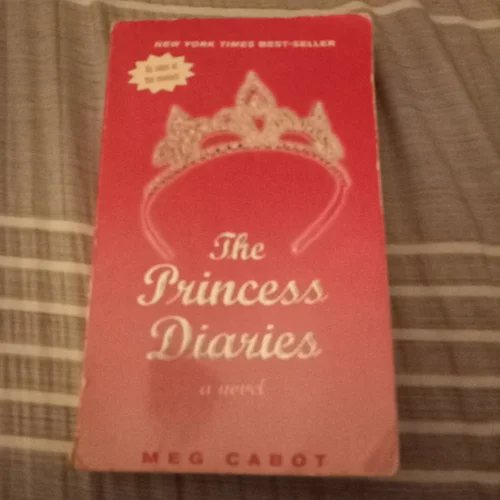 NEW YORK TIMES BEST-SELLER
The
Princess
Diaries
a novel
MEG CABOT